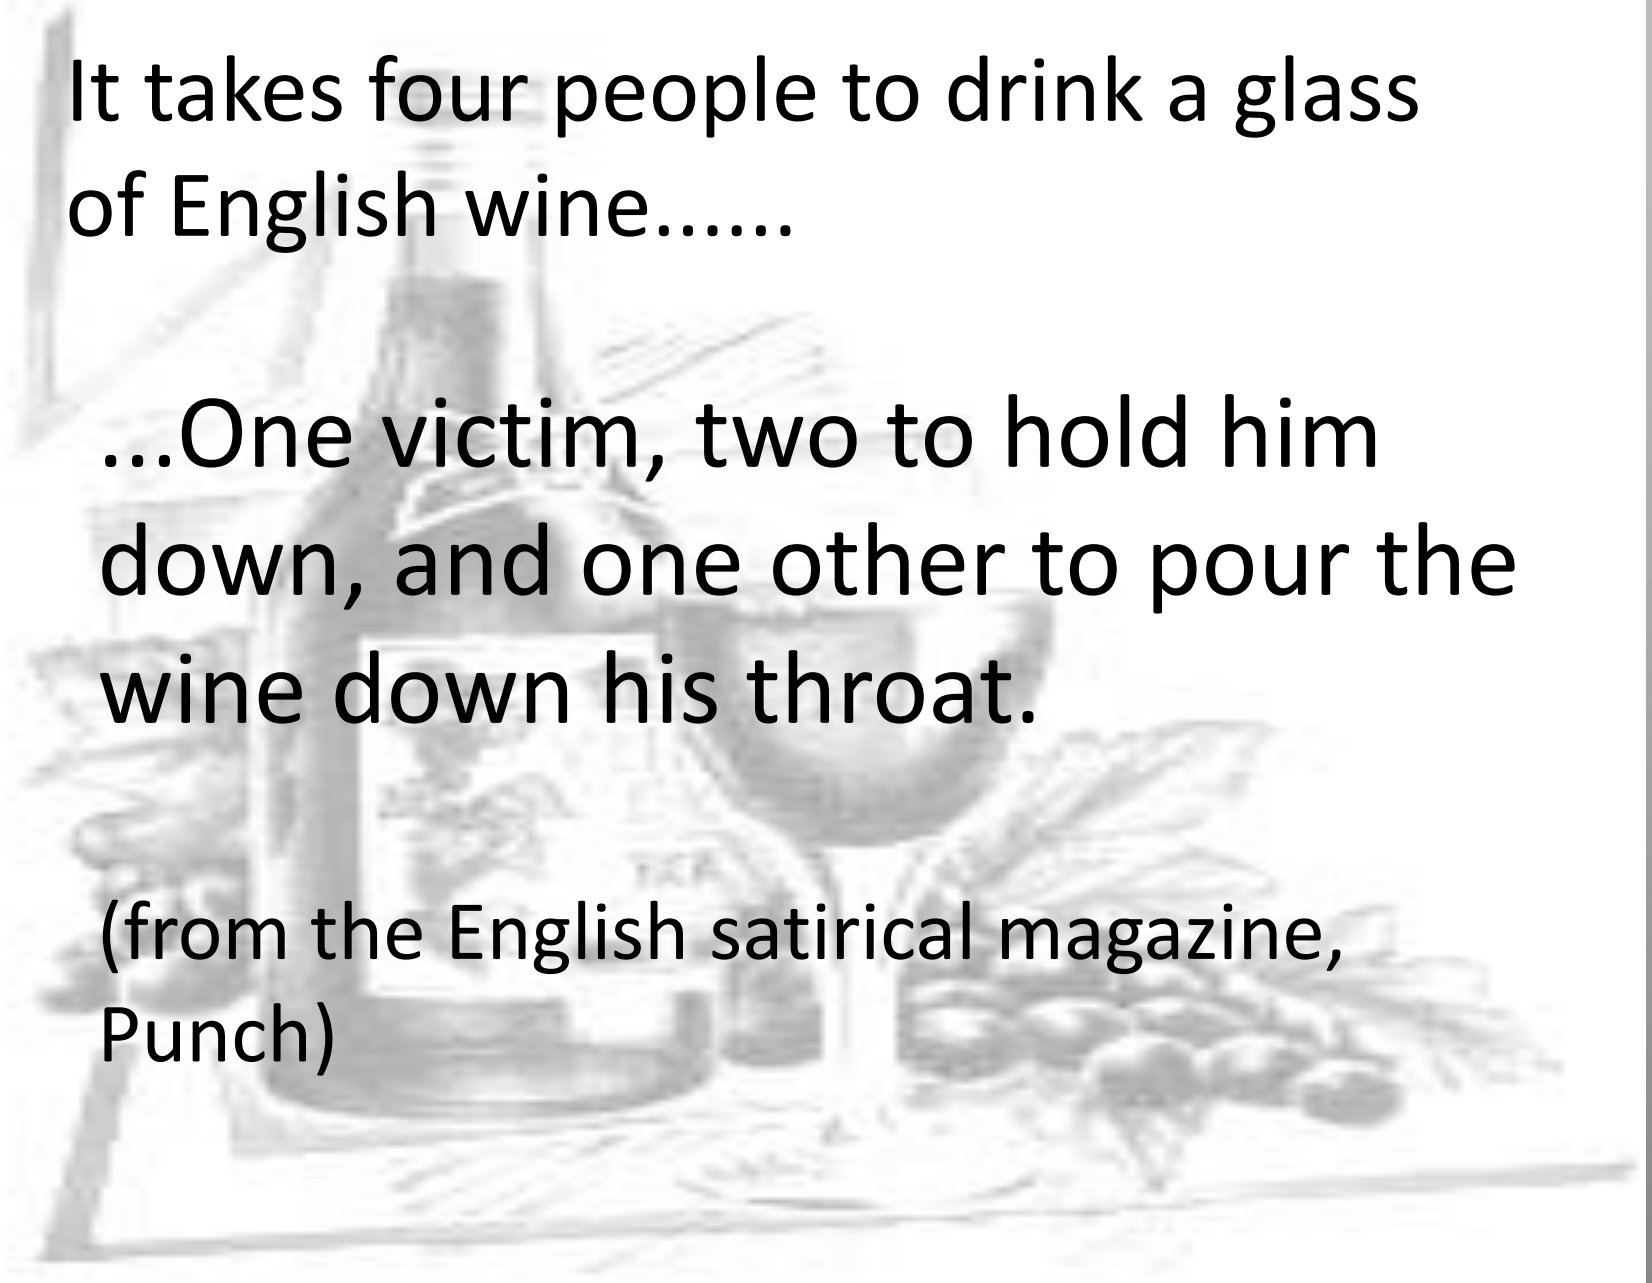 It takes four people to drink a glass
of English wine......
...One victim, two to hold him
down, and one other to pour the
wine down his throat.
(from the English satirical magazine,
Punch)